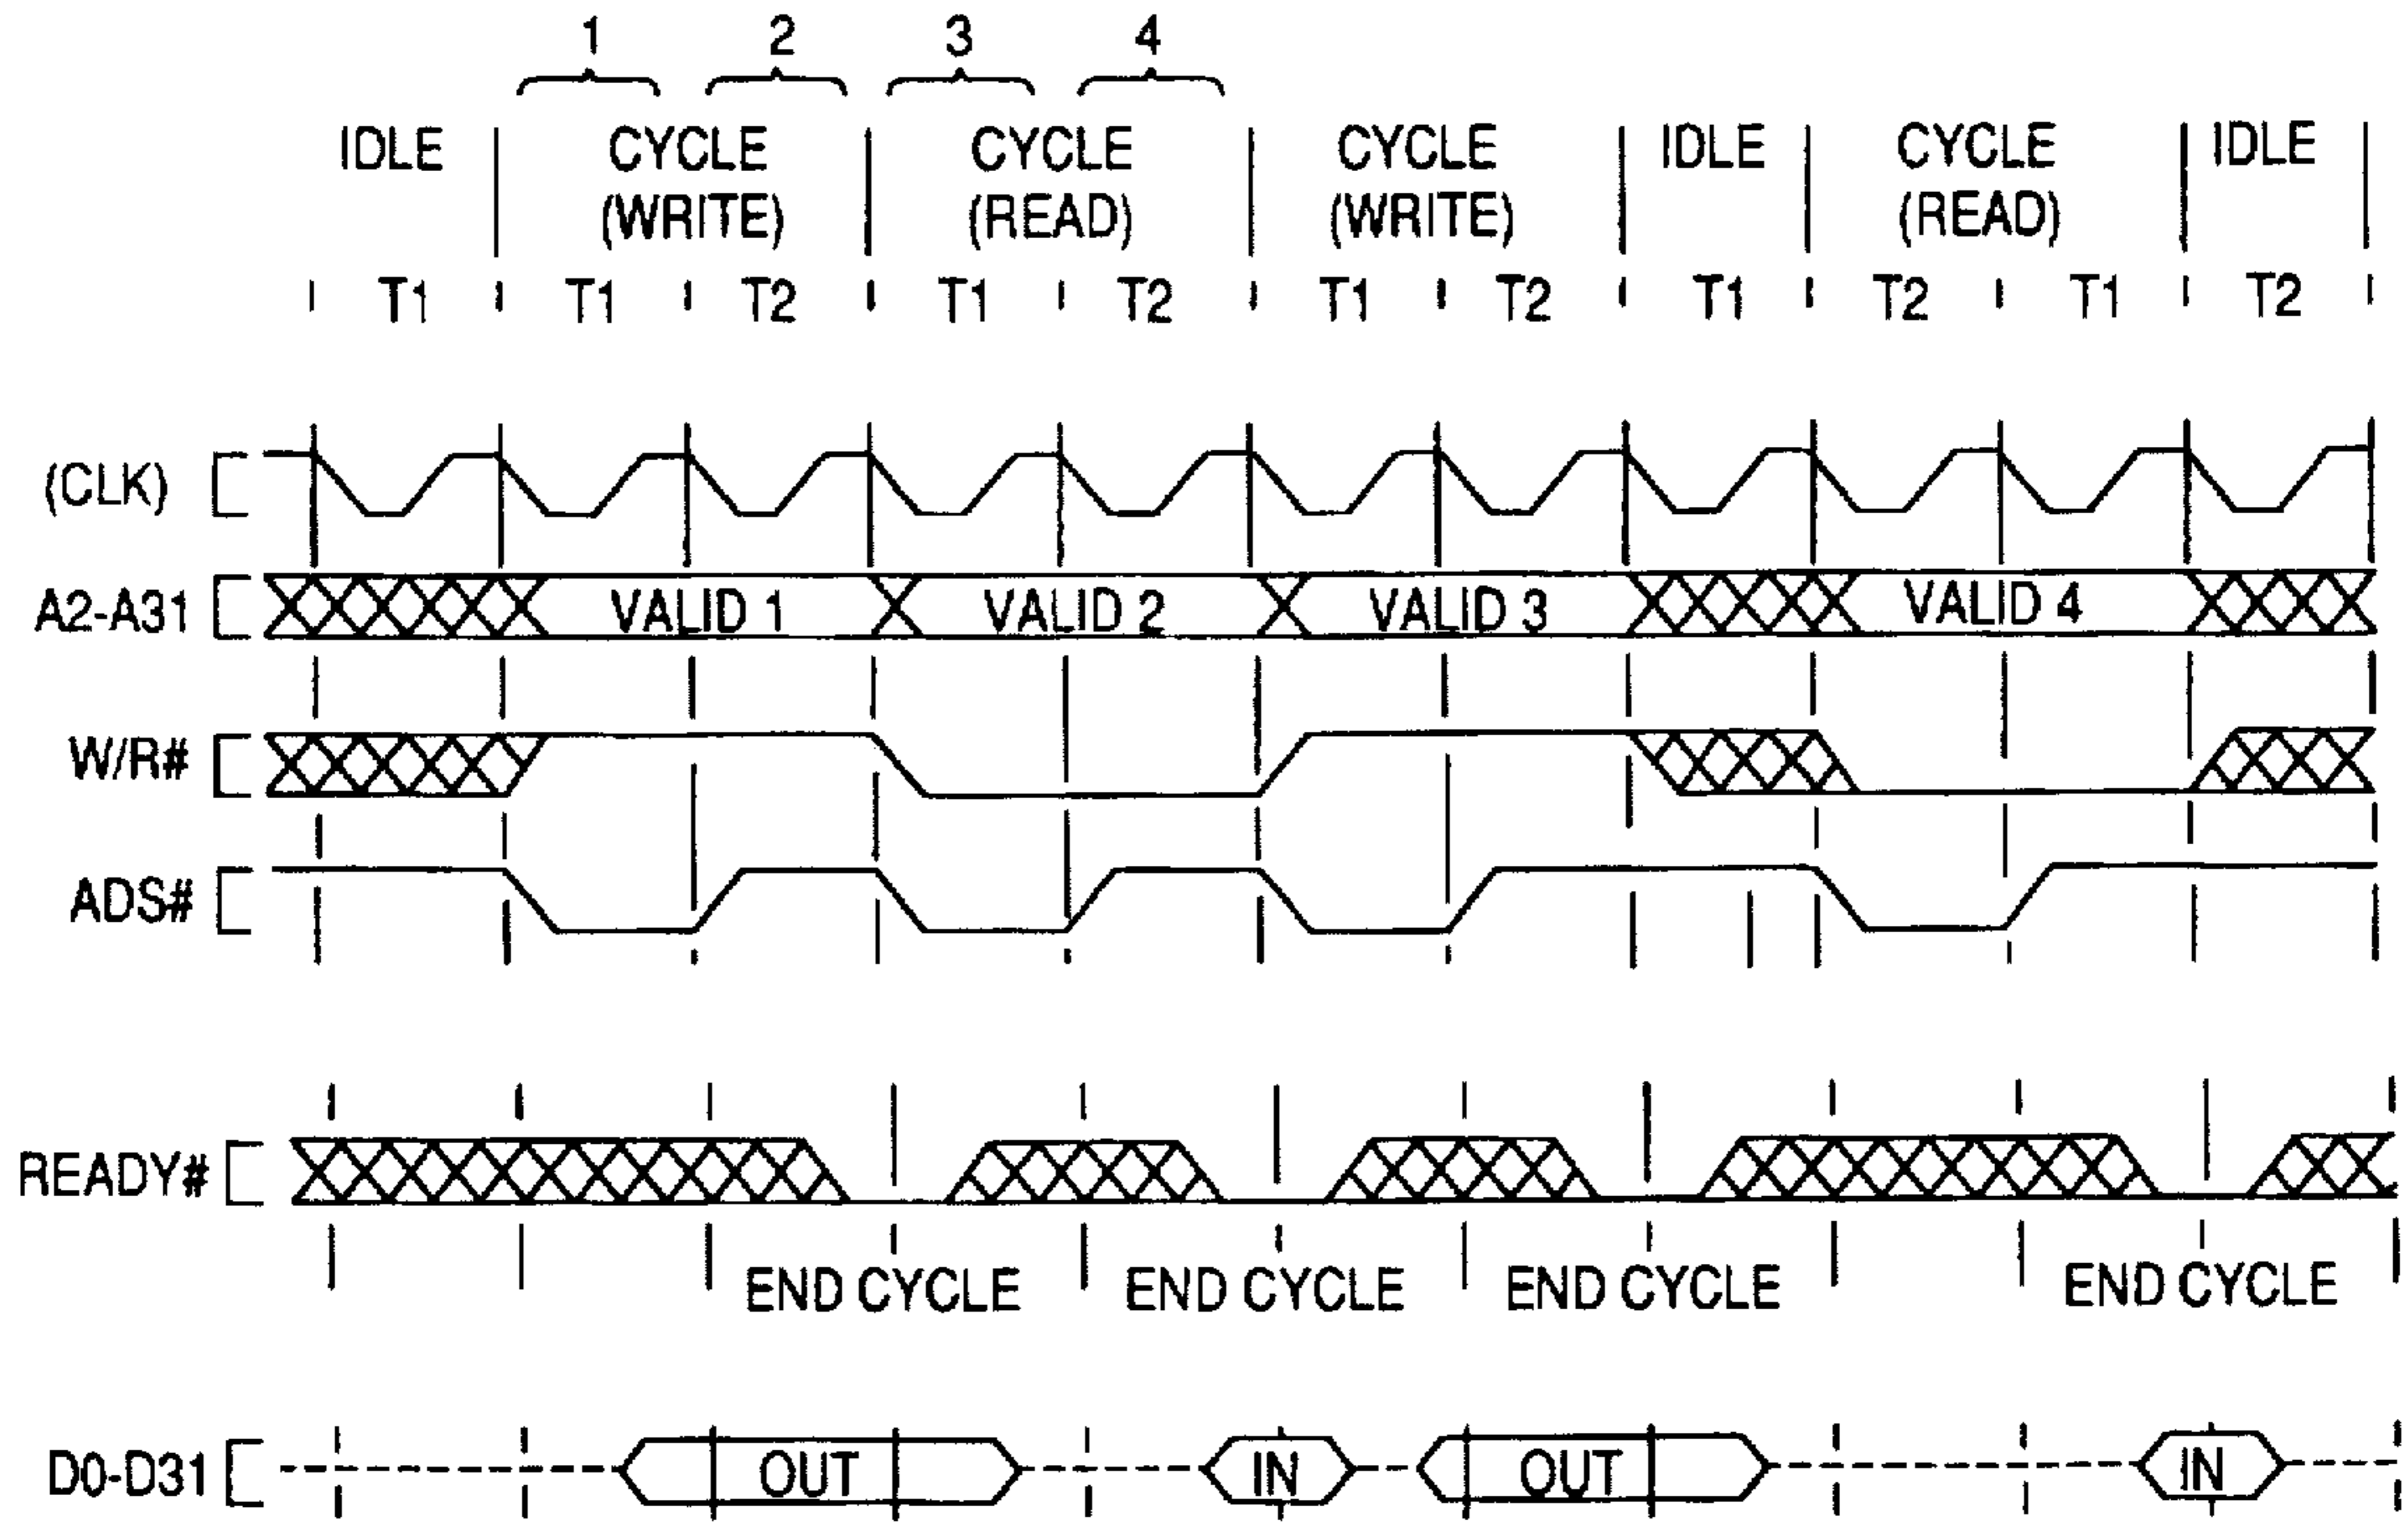 1 2 3 4
IDLE CYCLE CYCLE CYCLE IDLE CYCLE IDLE
(WRITE) (READ) (WRITE) (READ)
T1 T1 T2 T1 T2 T1 T2 T1 T2 T1 T2
(CLK)
A2-A31 VALID 1 VALID 2 VALID 3 VALID 4
W/R#
ADS#
READY#
END CYCLE END CYCLE END CYCLE END CYCLE
D0-D31 OUT IN OUT IN